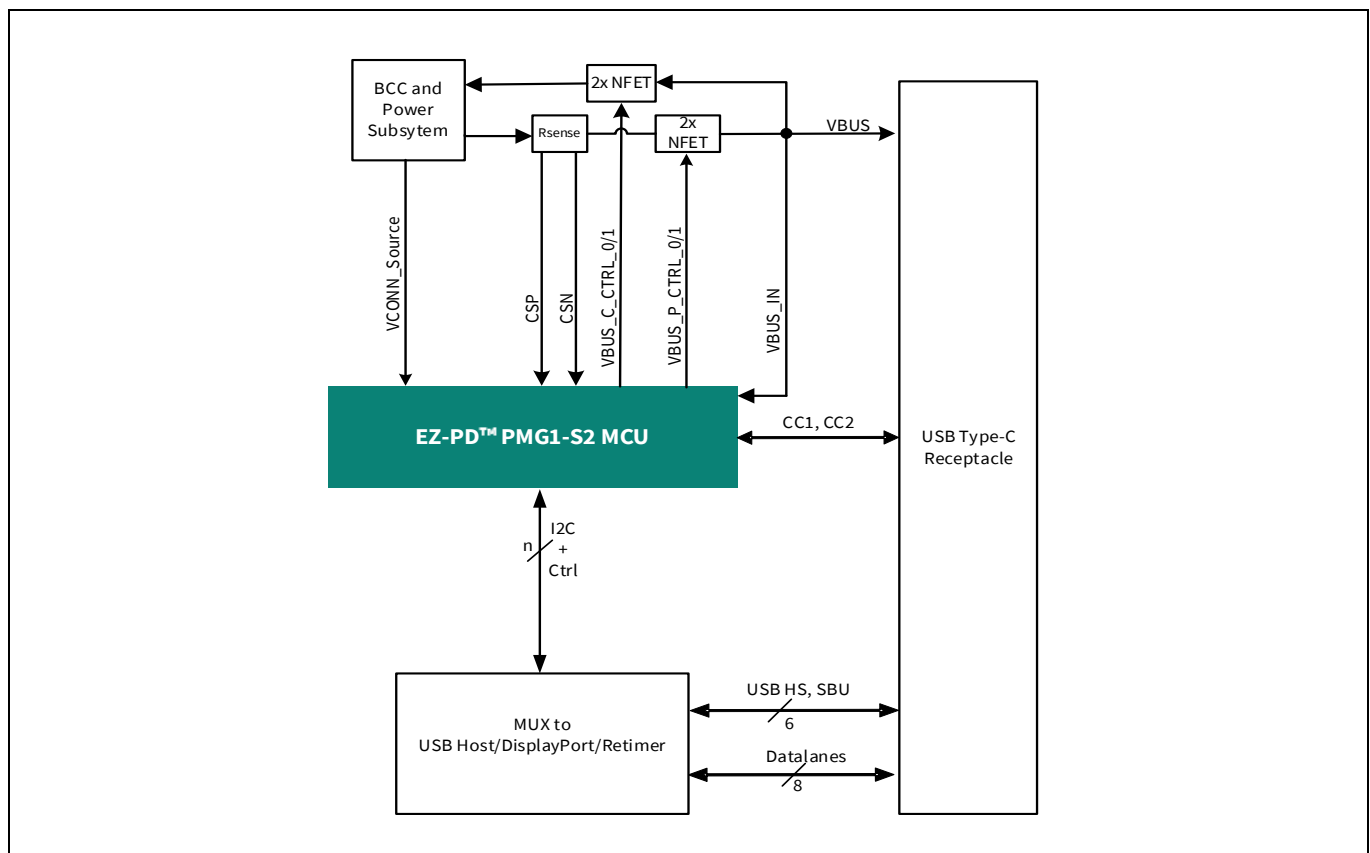 BCC and
Power
Subsytem
2x NFET
Rsense
2x
NFET
VBUS
VCONN_Source
CSP
CSN
VBUS_C_CTRL_0/1
VBUS_P_CTRL_0/1
VBUS_IN
EZ-PD™ PMG1-S2 MCU
CC1, CC2
USB Type-C
Receptacle
n
I2C
+
Ctrl
MUX to
USB Host/DisplayPort/Retimer
USB HS, SBU
6
Datalanes
8